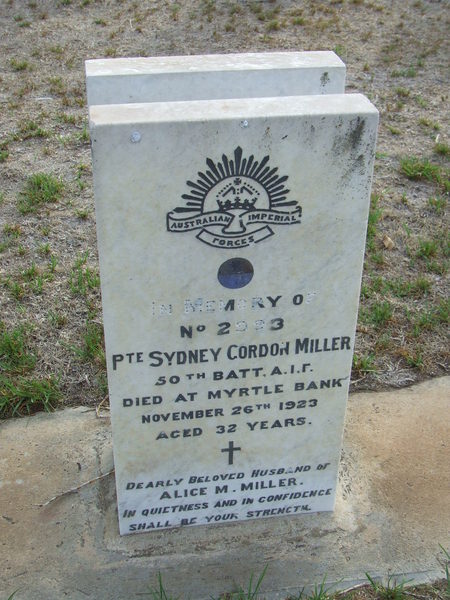 AUSTRALIAN IMPERIAL
FORCES
IN MEMORY OF
No
PTE SYDNEY GORDON MILLER
50TH BATT. A.I.F.
DIED AT MYRTLE BANK
NOVEMBER 26TH 1923
AGED 32 YEARS.
DEARLY BELOVED HUSBAND OF
ALICE M. MILLER.
IN QUIETNESS AND IN CONFIDENCE
SHALL BE YOUR STRENGTH.